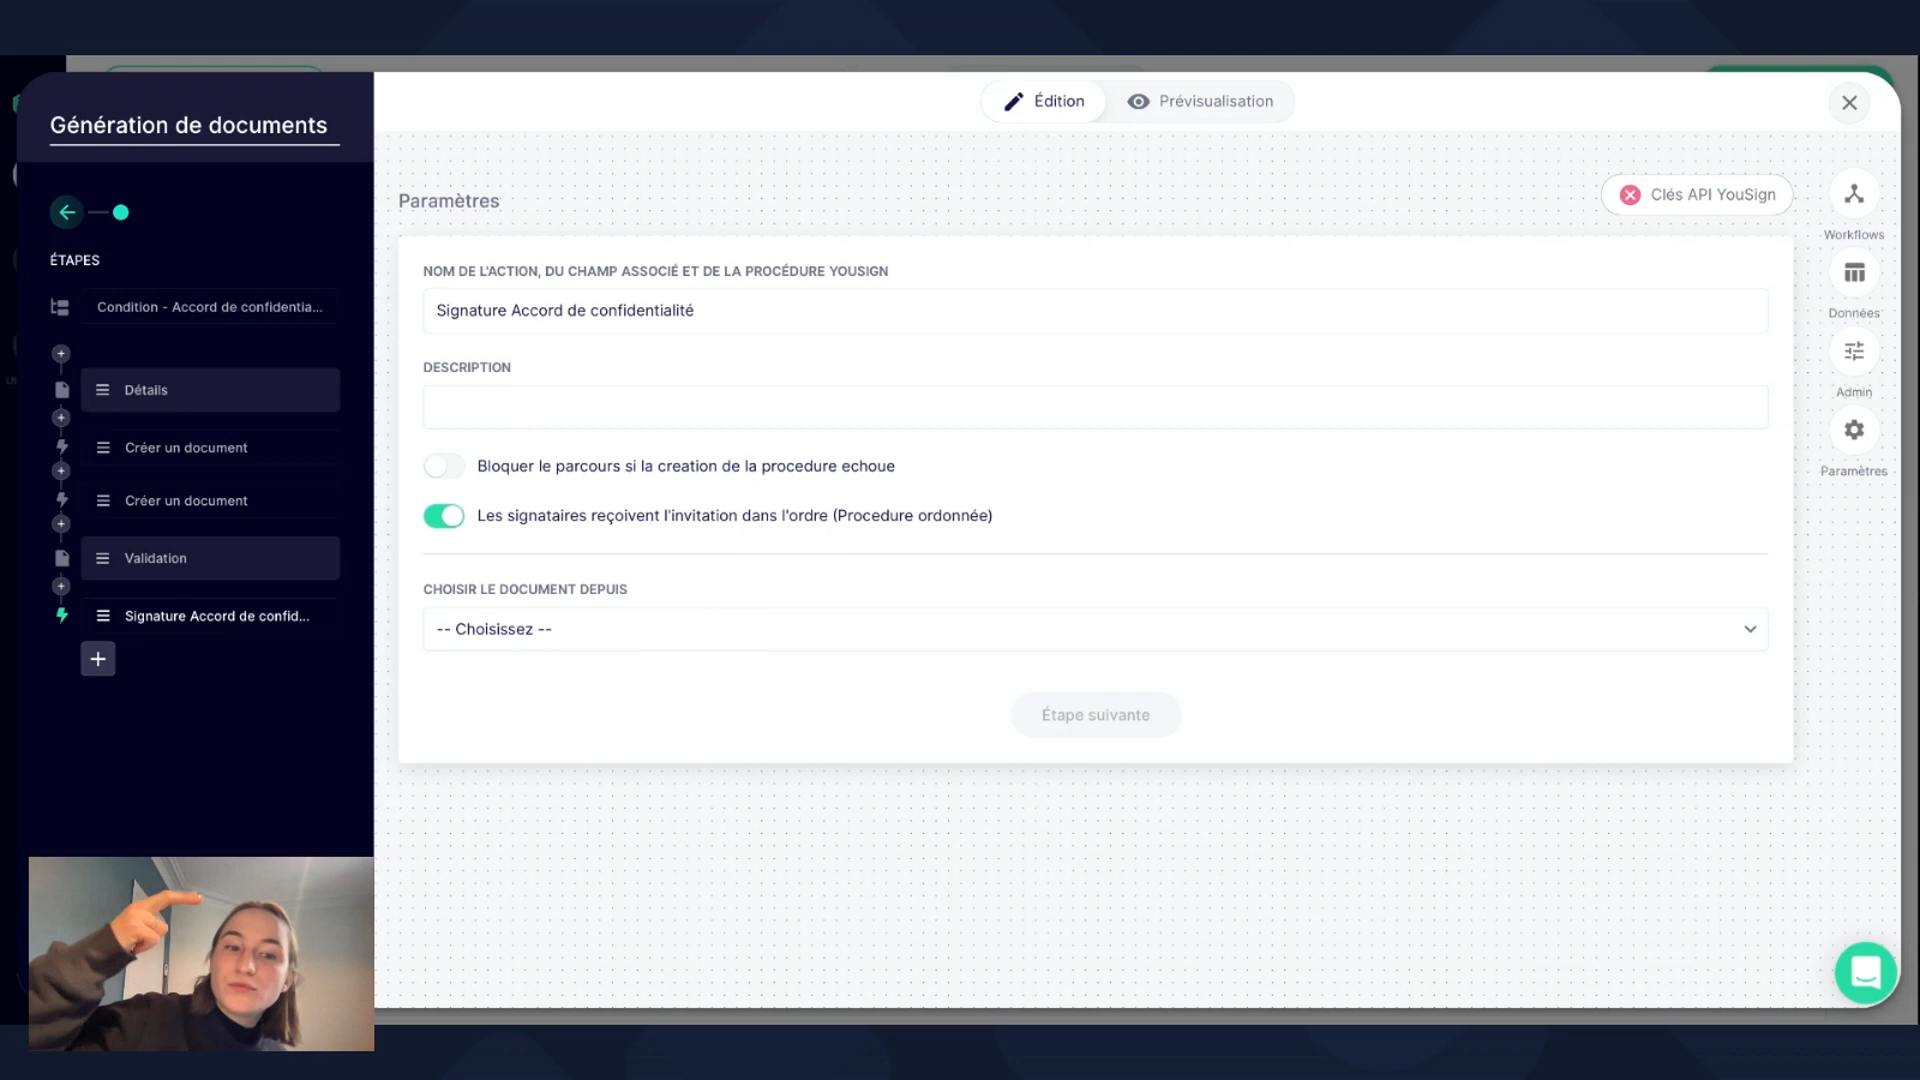 Génération de documents
ÉTAPES
Condition - Accord de confidentia...
Détails
Créer un document
Créer un document
Validation
Signature Accord de confid...
Édition
Prévisualisation
Paramètres
Clés API YouSign
NOM DE L'ACTION, DU CHAMP ASSOCIÉ ET DE LA PROCÉDURE YOUSIGN
Signature Accord de confidentialité
DESCRIPTION
Bloquer le parcours si la creation de la procedure echoue
Les signataires reçoivent l'invitation dans l'ordre (Procedure ordonnée)
CHOISIR LE DOCUMENT DEPUIS
-- Choisissez --
Étape suivante
Workflows
Données
Admin
Paramètres